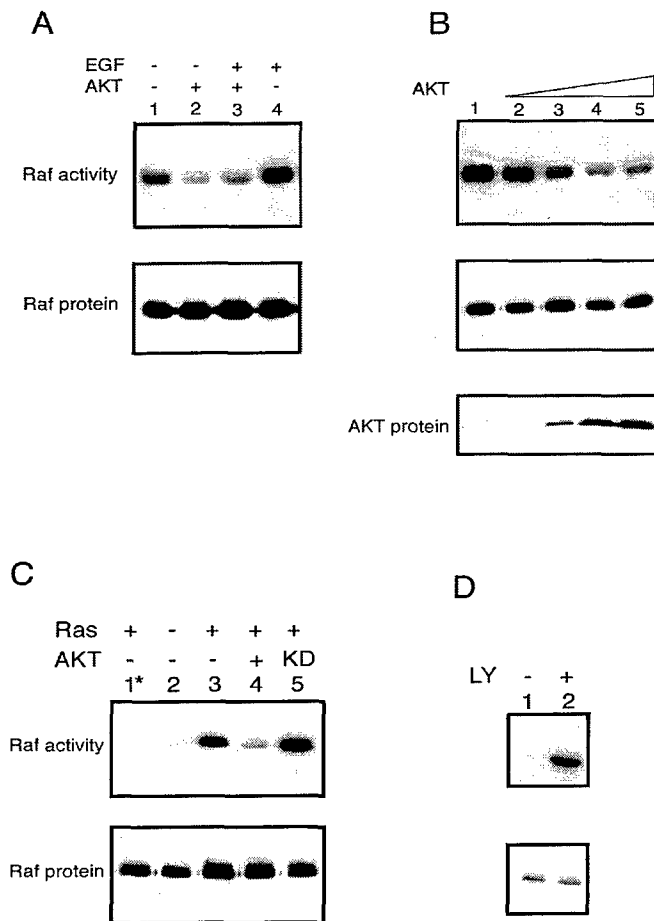 A
EGF - - + +
AKT - + + -
1 2 3 4
Raf activity
Raf protein
B
AKT
1 2 3 4 5
AKT protein
C
Ras + - + + +
AKT - - - + KD
1* 2 3 4 5
Raf activity
Raf protein
D
LY - +
1 2